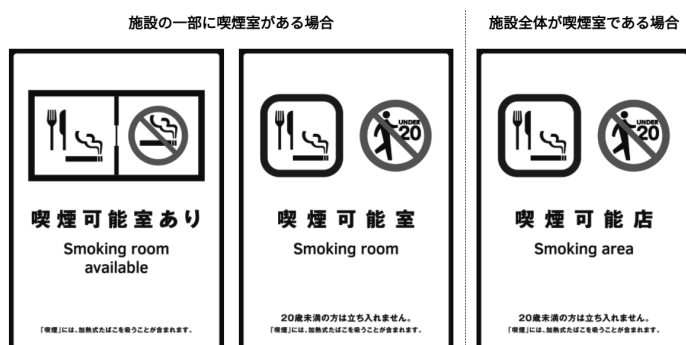 施設の一部に喫煙室がある場合
施設全体が喫煙室である場合
喫煙可能室あり
Smoking room
available
「喫煙」には、加熱式たばこを吸うことが含まれます。
UNDER
20
喫煙可能室
Smoking room
20歳未満の方は立ち入れません。
「喫煙」には、加熱式たばこを吸うことが含まれます。
UNDER
20
喫煙可能店
Smoking area
20歳未満の方は立ち入れません。
「喫煙」には、加熱式たばこを吸うことが含まれます。